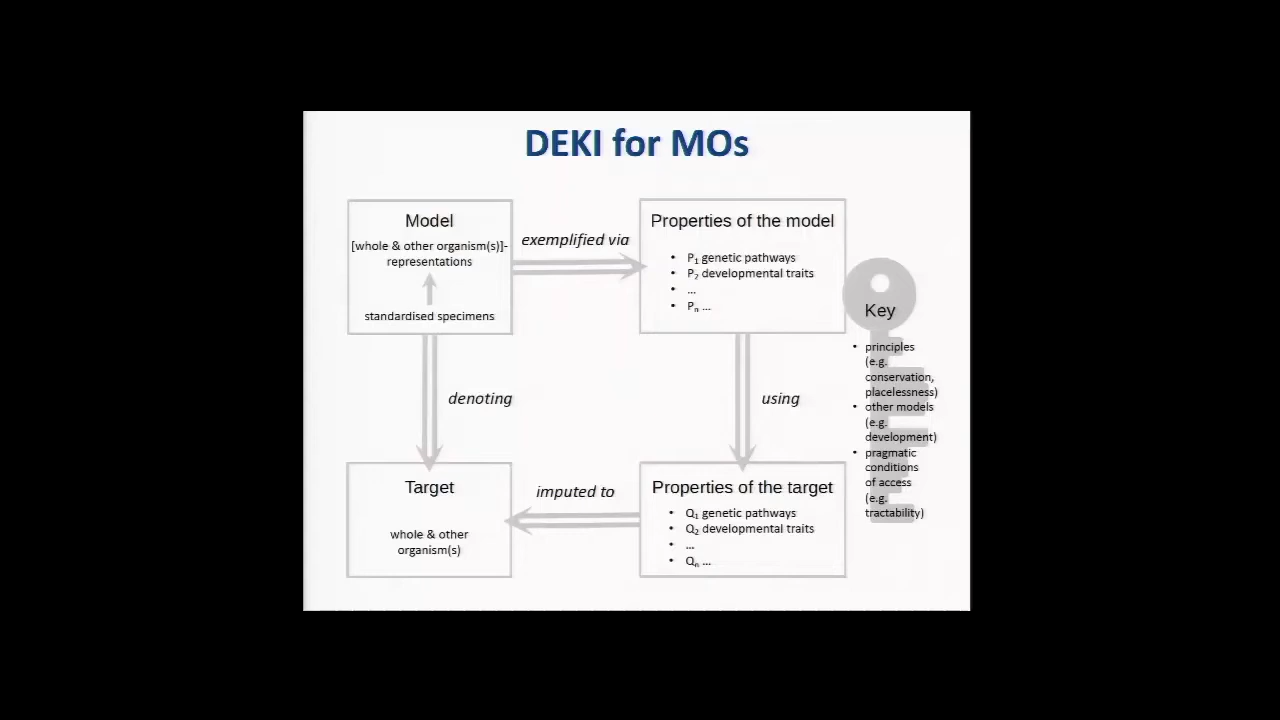 DEKI for MOs
Model
[whole & other organism(s)]-
representations
standardised specimens
exemplified via
Properties of the model
• P1 genetic pathways
• P2 developmental traits
• ...
• Pn ...
Key
• principles
(e.g.
conservation,
placelessness)
• other models
(e.g.
development)
• pragmatic
conditions
of access
(e.g.
tractability)
denoting
using
Target
whole & other
organism(s)
imputed to
Properties of the target
• Q1 genetic pathways
• Q2 developmental traits
• ...
• Qn ...